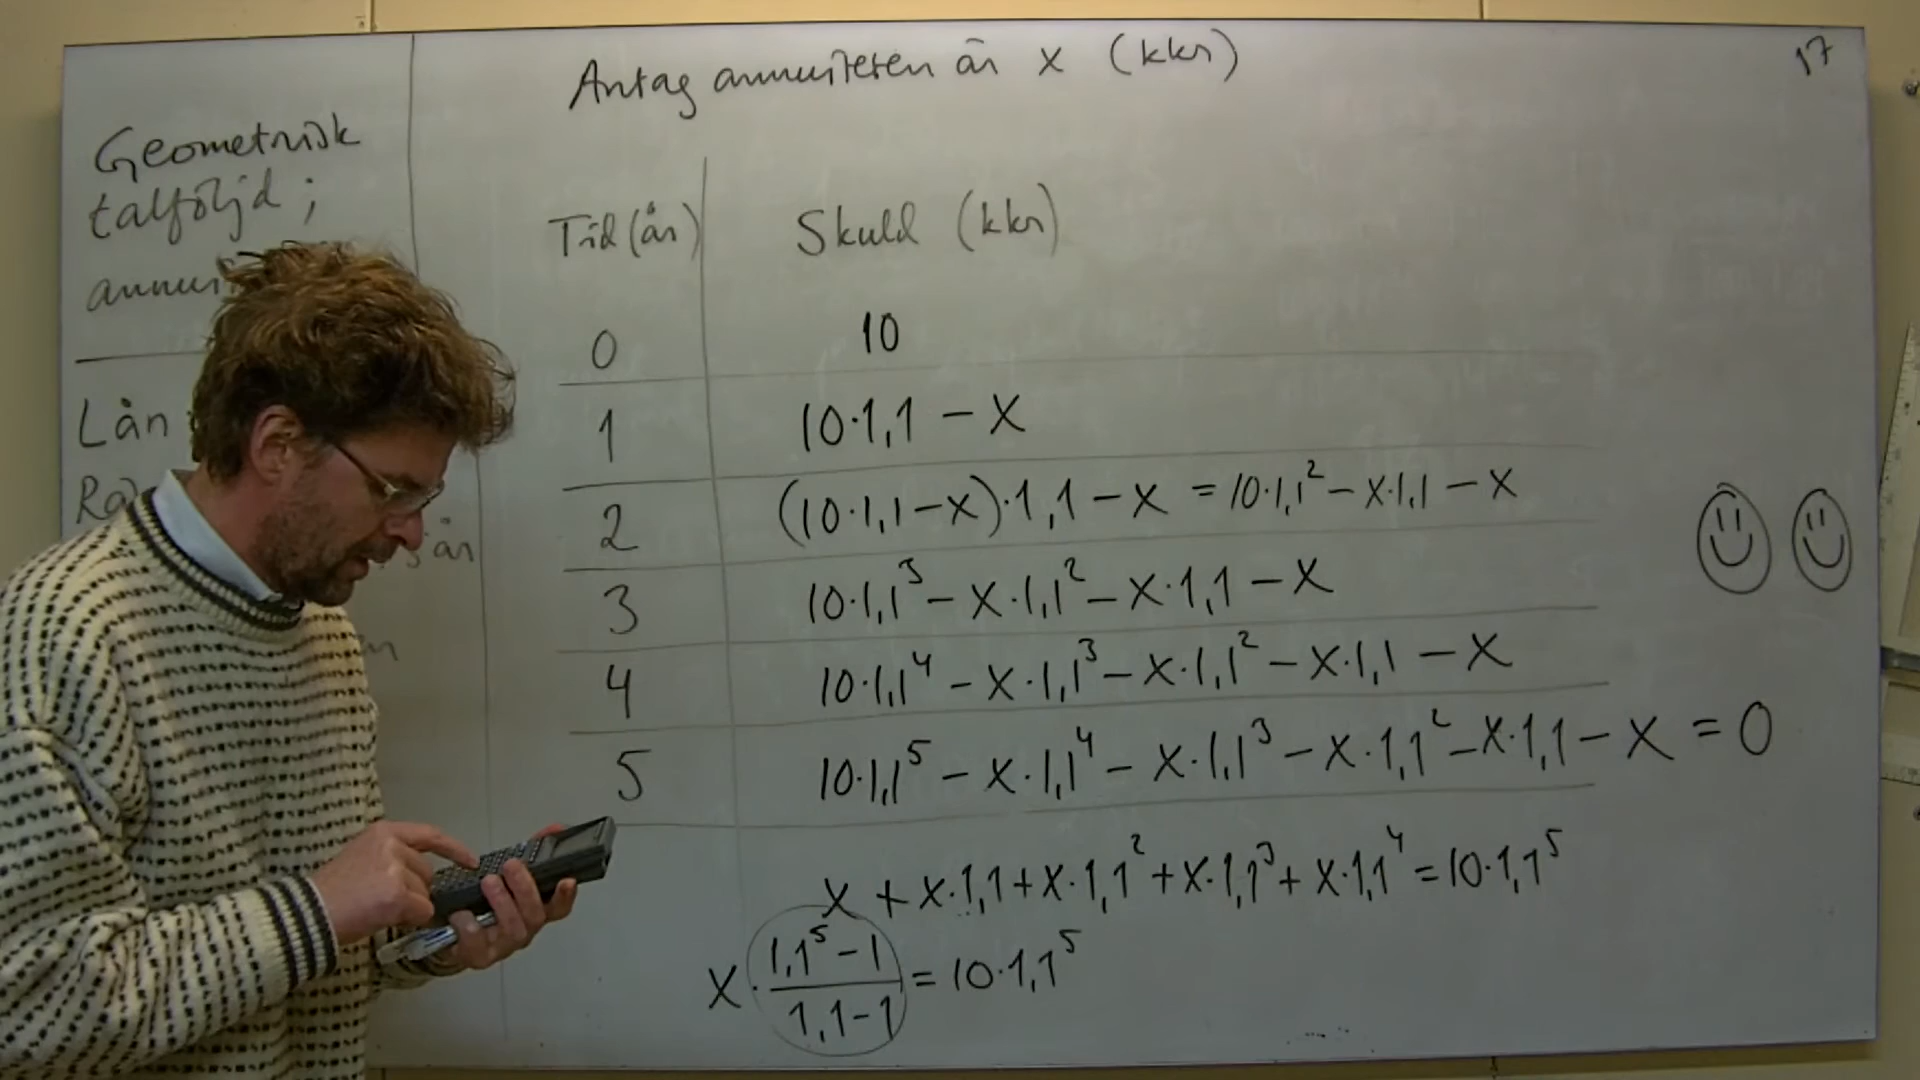 Antag annuiteten är x (kkr)
17
Geometrisk
talföljd;
Lån
år
Tid (år) Skuld (kkr)
0 10
1 10·1,1 - x
2 (10·1,1-x)·1,1 - x = 10·1,1² - x·1,1 - x
3 10·1,1³ - x·1,1² - x·1,1 - x
4 10·1,1⁴ - x·1,1³ - x·1,1² - x·1,1 - x
5 10·1,1⁵ - x·1,1⁴ - x·1,1³ - x·1,1² - x·1,1 - x = 0
x + x·1,1 + x·1,1² + x·1,1³ + x·1,1⁴ = 10·1,1⁵
x · (1,1⁵-1)/(1,1-1) = 10·1,1⁵